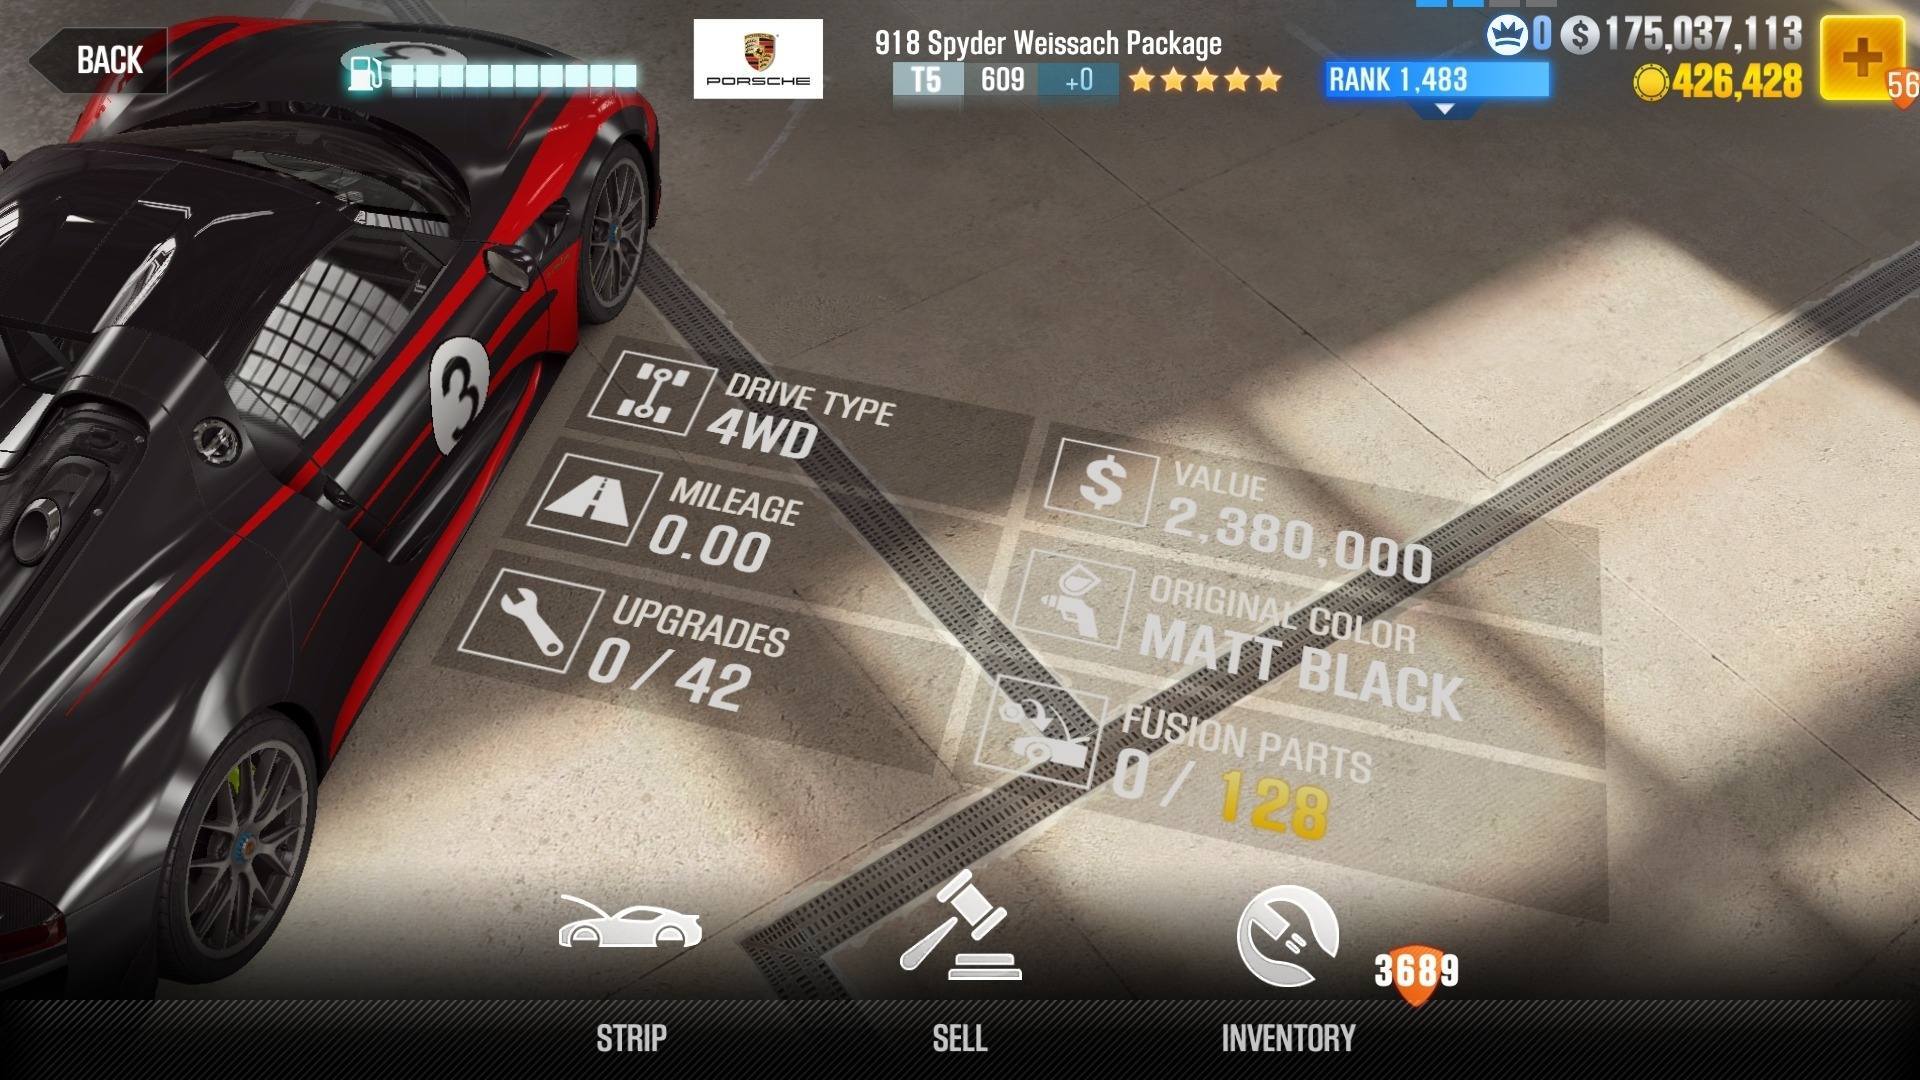 BACK
PORSCHE
918 Spyder Weissach Package
T5 609 +0
RANK 1,483
0 $ 175,037,113
426,428
56
3
DRIVE TYPE
4WD
MILEAGE
0.00
UPGRADES
0 / 42
$ VALUE
2,380,000
ORIGINAL COLOR
MATT BLACK
FUSION PARTS
0 / 128
3689
STRIP
SELL
INVENTORY